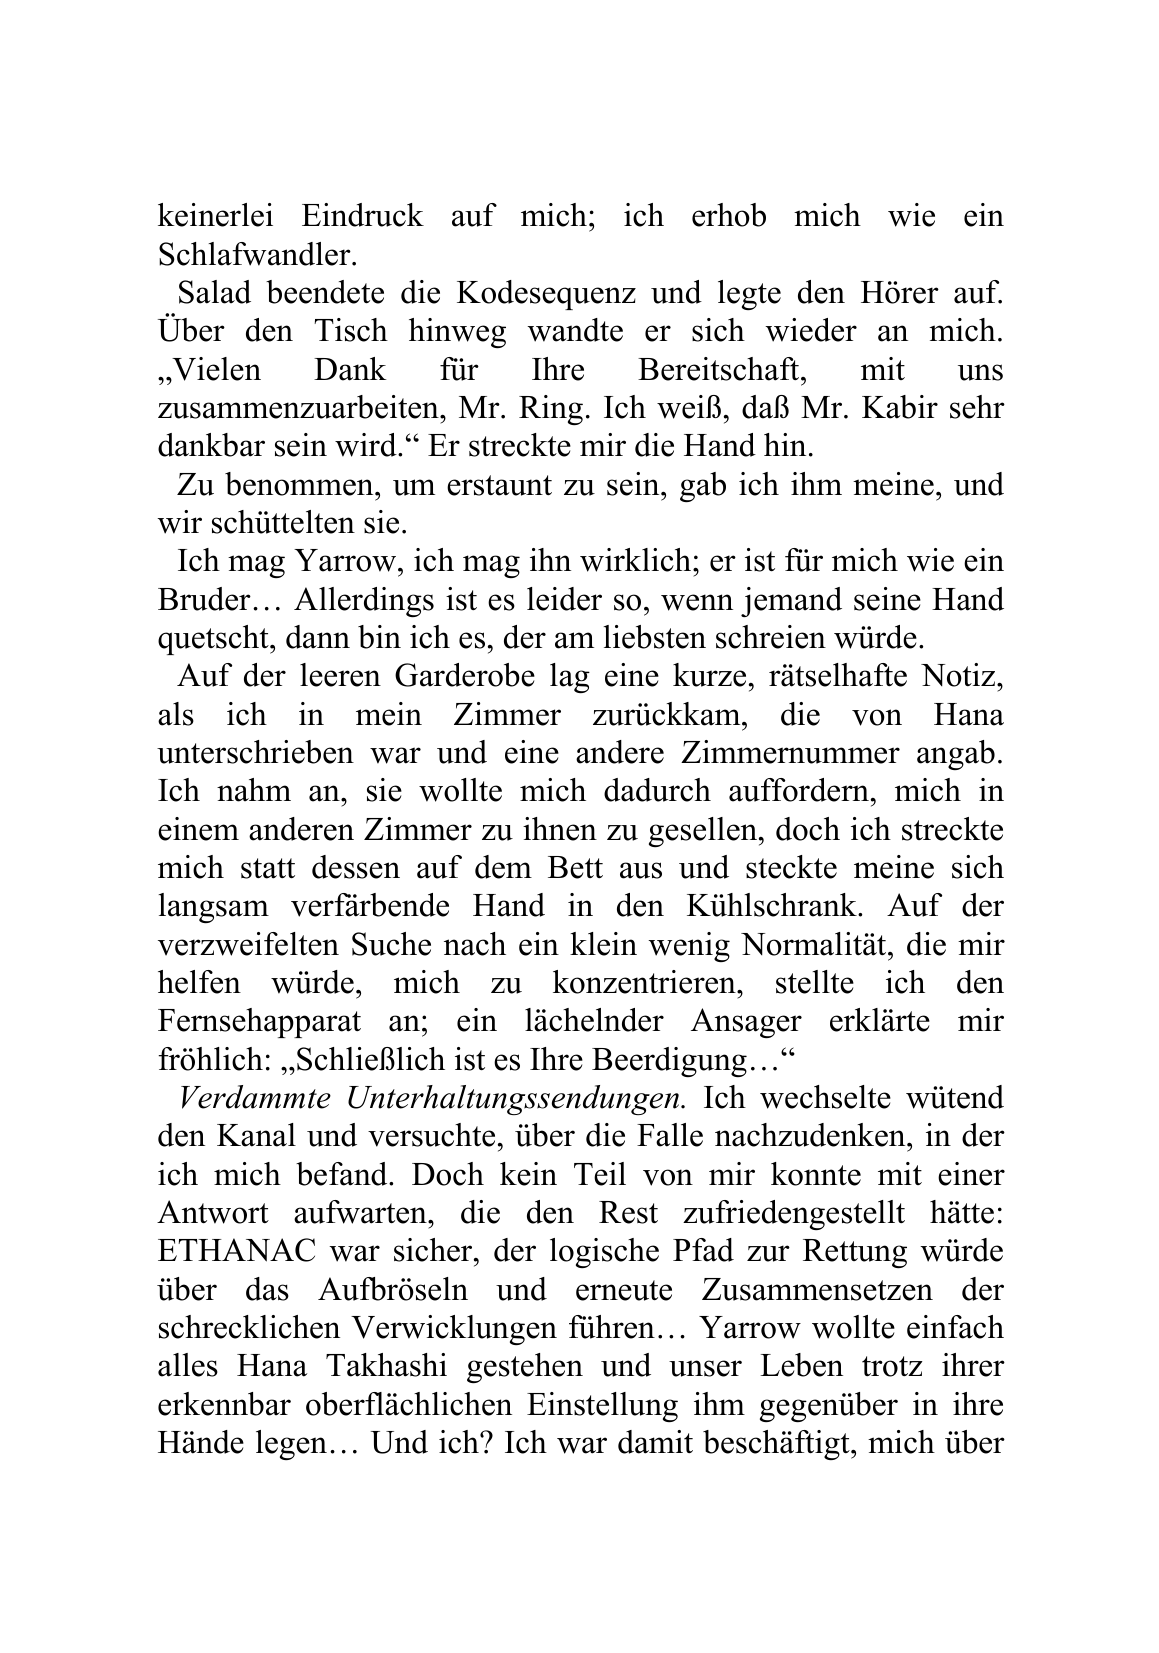 keinerlei Eindruck auf mich; ich erhob mich wie ein
Schlafwandler.
Salad beendete die Kodesequenz und legte den Hörer auf.
Über den Tisch hinweg wandte er sich wieder an mich.
„Vielen Dank für Ihre Bereitschaft, mit uns
zusammenzuarbeiten, Mr. Ring. Ich weiß, daß Mr. Kabir sehr
dankbar sein wird.“ Er streckte mir die Hand hin.
Zu benommen, um erstaunt zu sein, gab ich ihm meine, und
wir schüttelten sie.
Ich mag Yarrow, ich mag ihn wirklich; er ist für mich wie ein
Bruder… Allerdings ist es leider so, wenn jemand seine Hand
quetscht, dann bin ich es, der am liebsten schreien würde.
Auf der leeren Garderobe lag eine kurze, rätselhafte Notiz,
als ich in mein Zimmer zurückkam, die von Hana
unterschrieben war und eine andere Zimmernummer angab.
Ich nahm an, sie wollte mich dadurch auffordern, mich in
einem anderen Zimmer zu ihnen zu gesellen, doch ich streckte
mich statt dessen auf dem Bett aus und steckte meine sich
langsam verfärbende Hand in den Kühlschrank. Auf der
verzweifelten Suche nach ein klein wenig Normalität, die mir
helfen würde, mich zu konzentrieren, stellte ich den
Fernsehapparat an; ein lächelnder Ansager erklärte mir
fröhlich: „Schließlich ist es Ihre Beerdigung…“
Verdammte Unterhaltungssendungen. Ich wechselte wütend
den Kanal und versuchte, über die Falle nachzudenken, in der
ich mich befand. Doch kein Teil von mir konnte mit einer
Antwort aufwarten, die den Rest zufriedengestellt hätte:
ETHANAC war sicher, der logische Pfad zur Rettung würde
über das Aufbröseln und erneute Zusammensetzen der
schrecklichen Verwicklungen führen… Yarrow wollte einfach
alles Hana Takhashi gestehen und unser Leben trotz ihrer
erkennbar oberflächlichen Einstellung ihm gegenüber in ihre
Hände legen… Und ich? Ich war damit beschäftigt, mich über